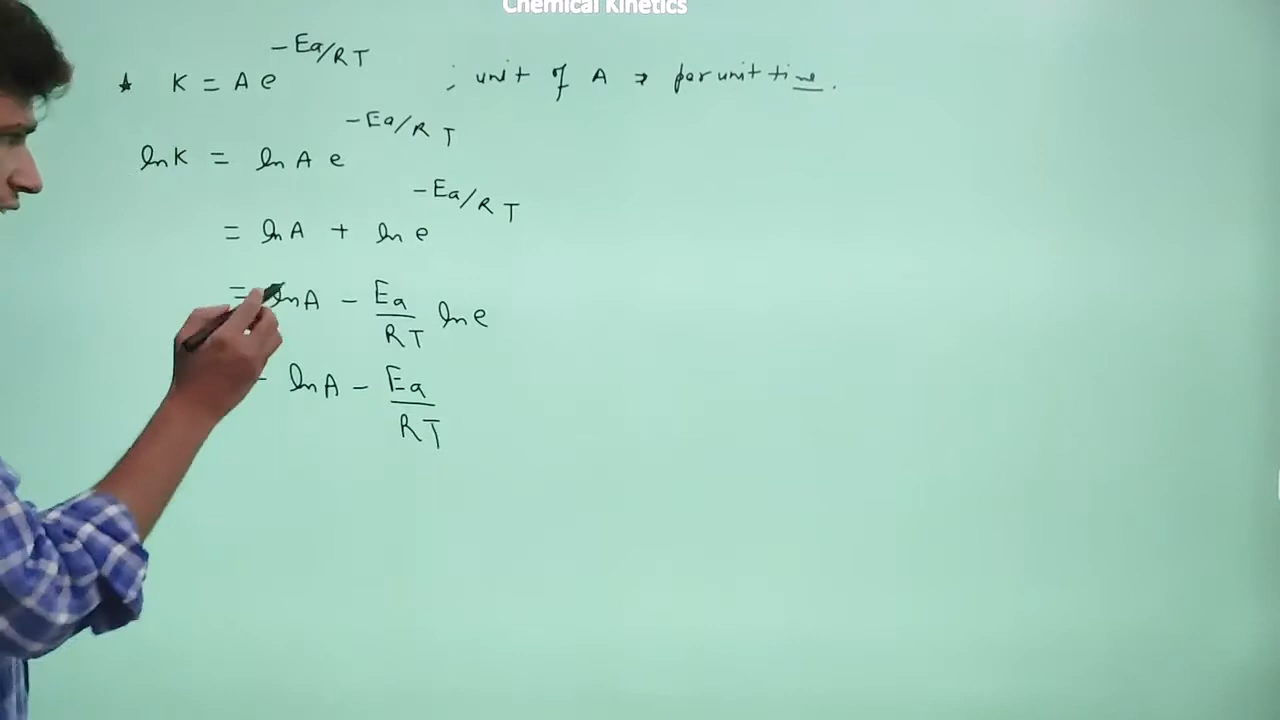 Chemical Kinetics
★ K = A e^{-Ea/RT} ; unit of A ⇒ per unit time.
ln K = ln A e^{-Ea/RT}
= ln A + ln e^{-Ea/RT}
= ln A - Ea/RT ln e
- ln A - Ea/RT